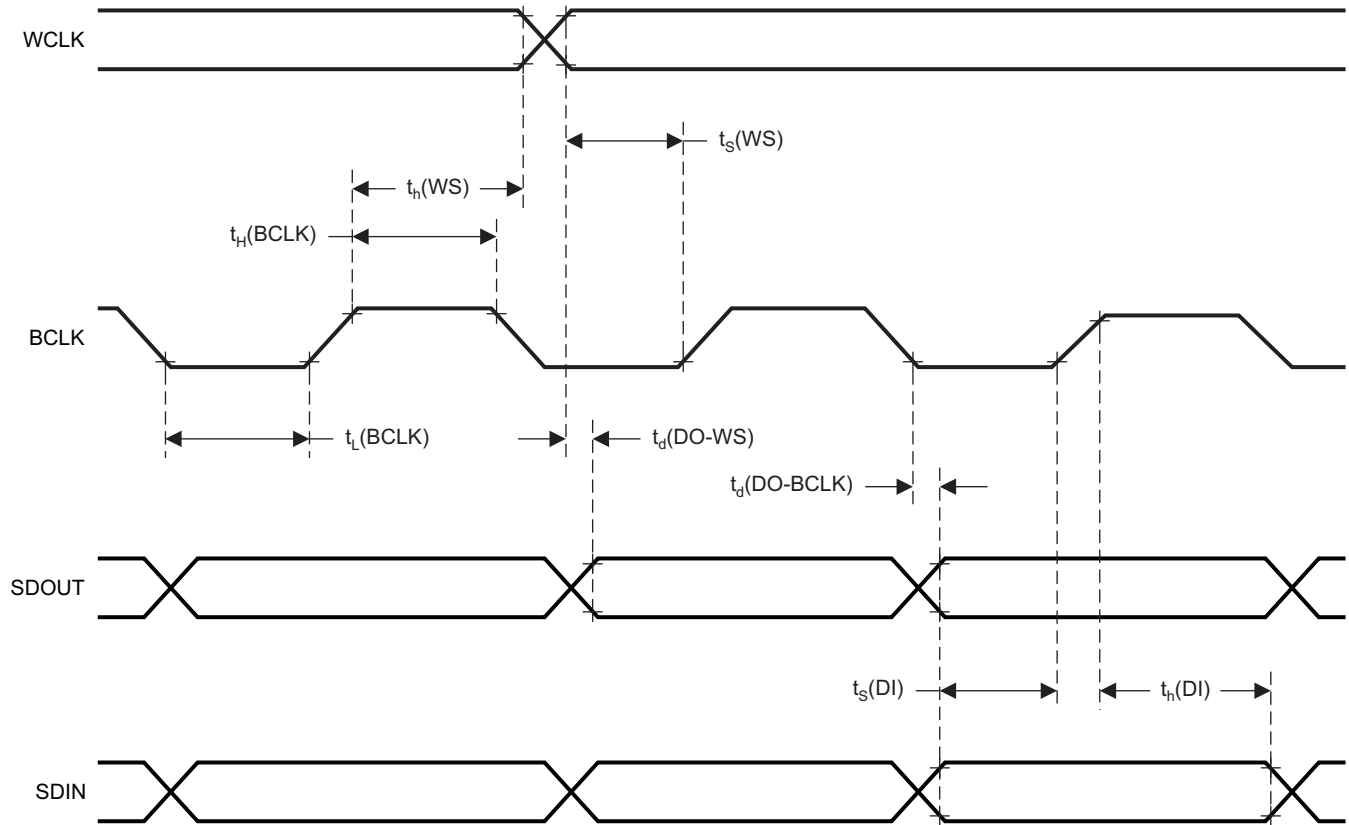 WCLK
tS(WS)
th(WS)
tH(BCLK)
BCLK
tL(BCLK)
td(DO-WS)
td(DO-BCLK)
SDOUT
tS(DI)
th(DI)
SDIN